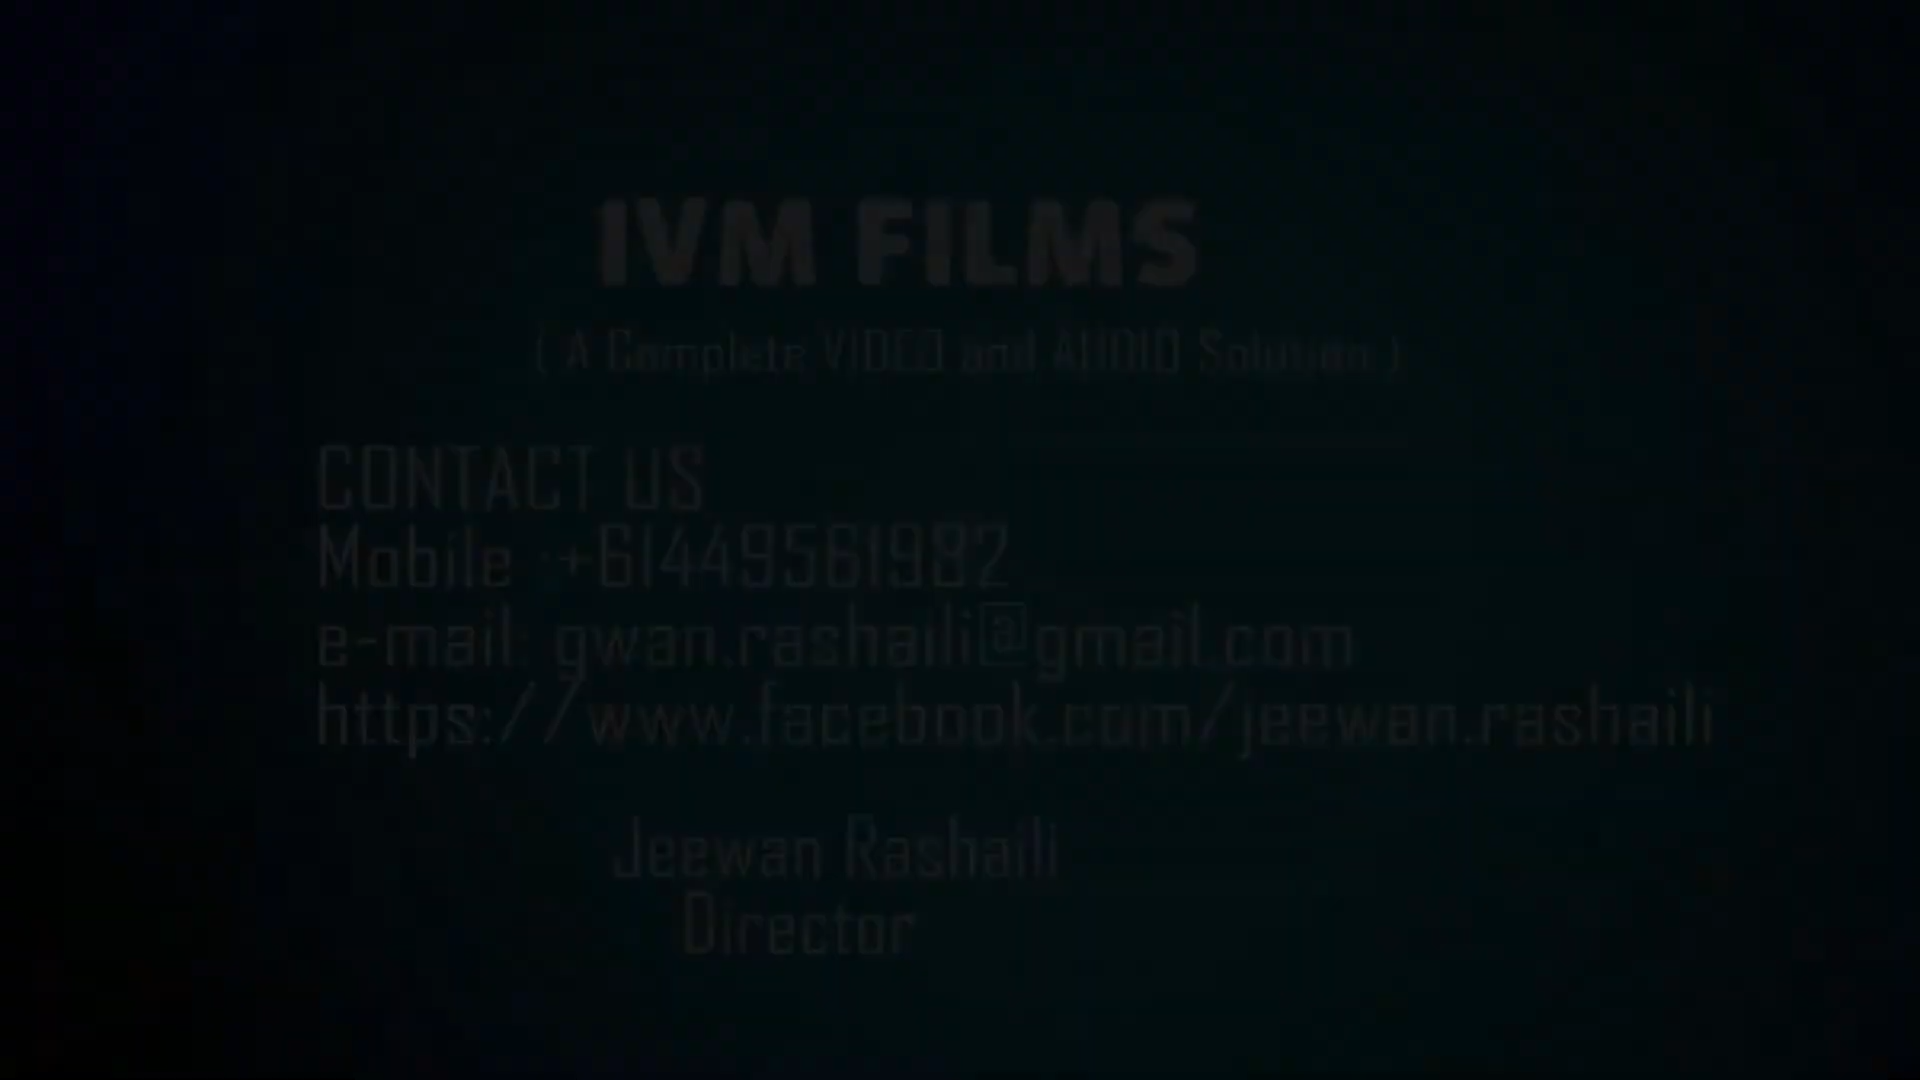 IVM FILMS
( A Complete VIDEO and AUDIO Solution )
CONTACT US
Mobile :+61449561982
e-mail: gwan.rashaili@gmail.com
https://www.facebook.com/jeewan.rashaili
Jeewan Rashaili
Director